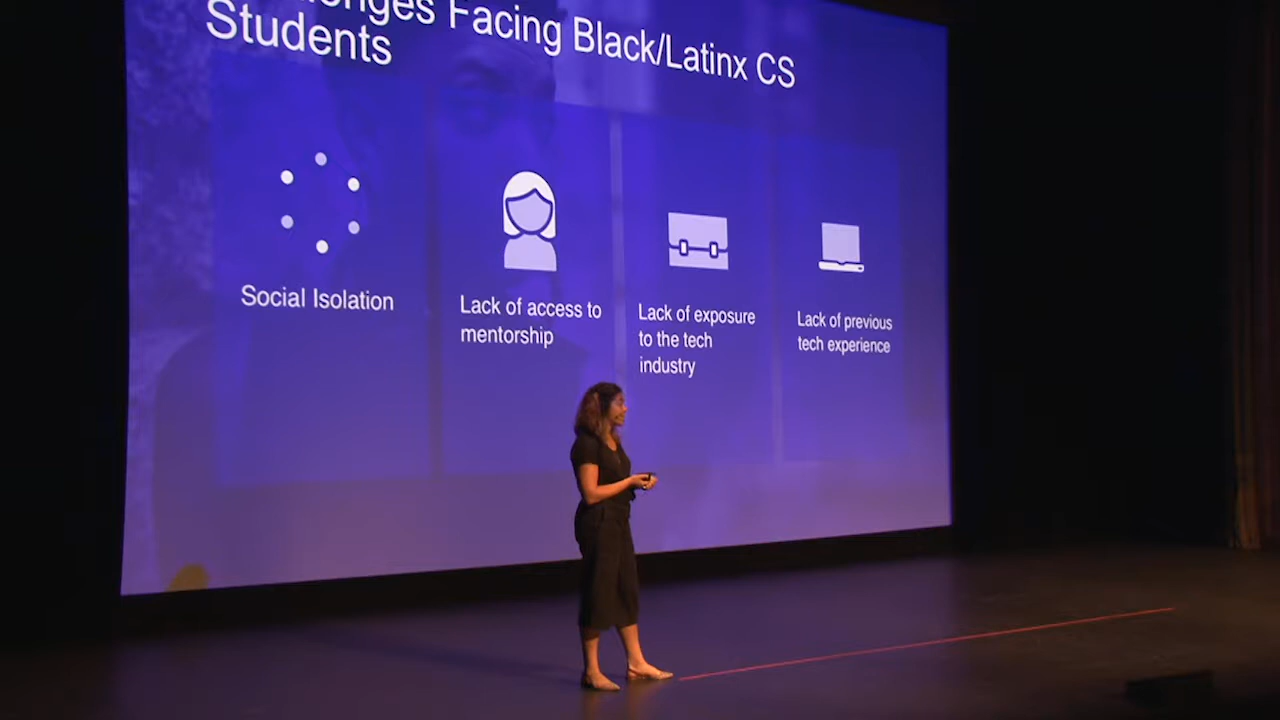 Facing Black/Latinx CS
Students
Social Isolation
Lack of access to
mentorship
Lack of exposure
to the tech
industry
Lack of previous
tech experience